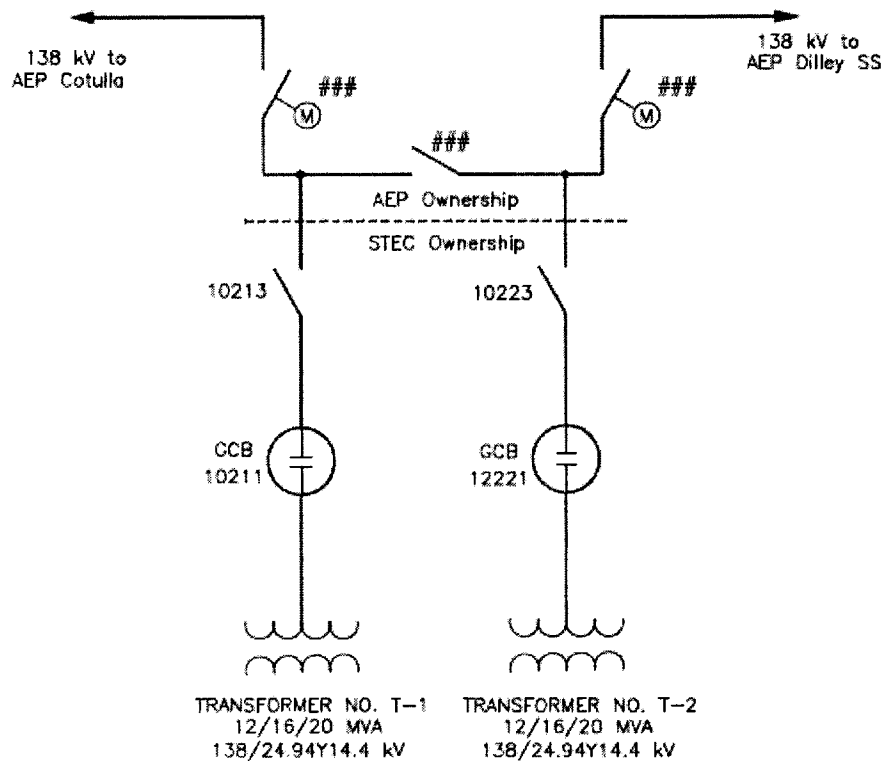 138 kV to
AEP Cotulla
138 kV to
AEP Dilley SS
###
M
###
M
###
AEP Ownership
STEC Ownership
10213
10223
GCB
10211
GCB
12221
TRANSFORMER NO. T-1
12/16/20 MVA
138/24.94Y14.4 kV
TRANSFORMER NO. T-2
12/16/20 MVA
138/24.94Y14.4 kV